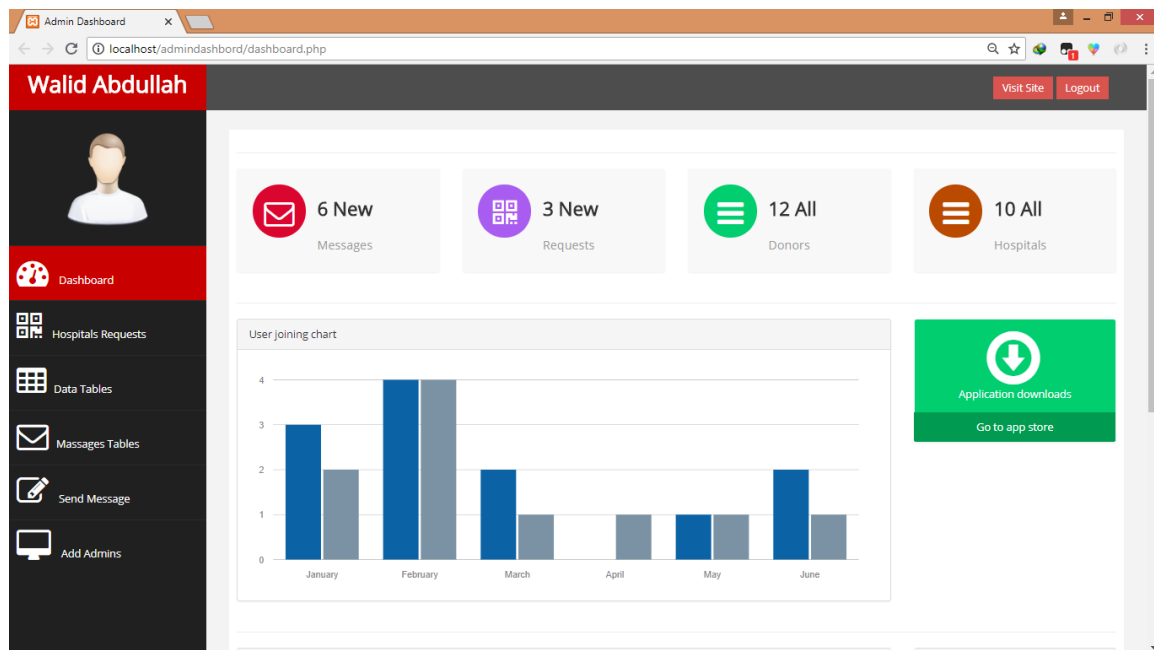 Admin Dashboard
localhost/admindashbord/dashboard.php
1
Walid Abdullah
Visit Site
Logout
6 New
Messages
3 New
Requests
12 All
Donors
10 All
Hospitals
Dashboard
Hospitals Requests
Data Tables
Massages Tables
Send Message
Add Admins
User joining chart
4
3
2
1
0
January
February
March
April
May
June
Application downloads
Go to app store